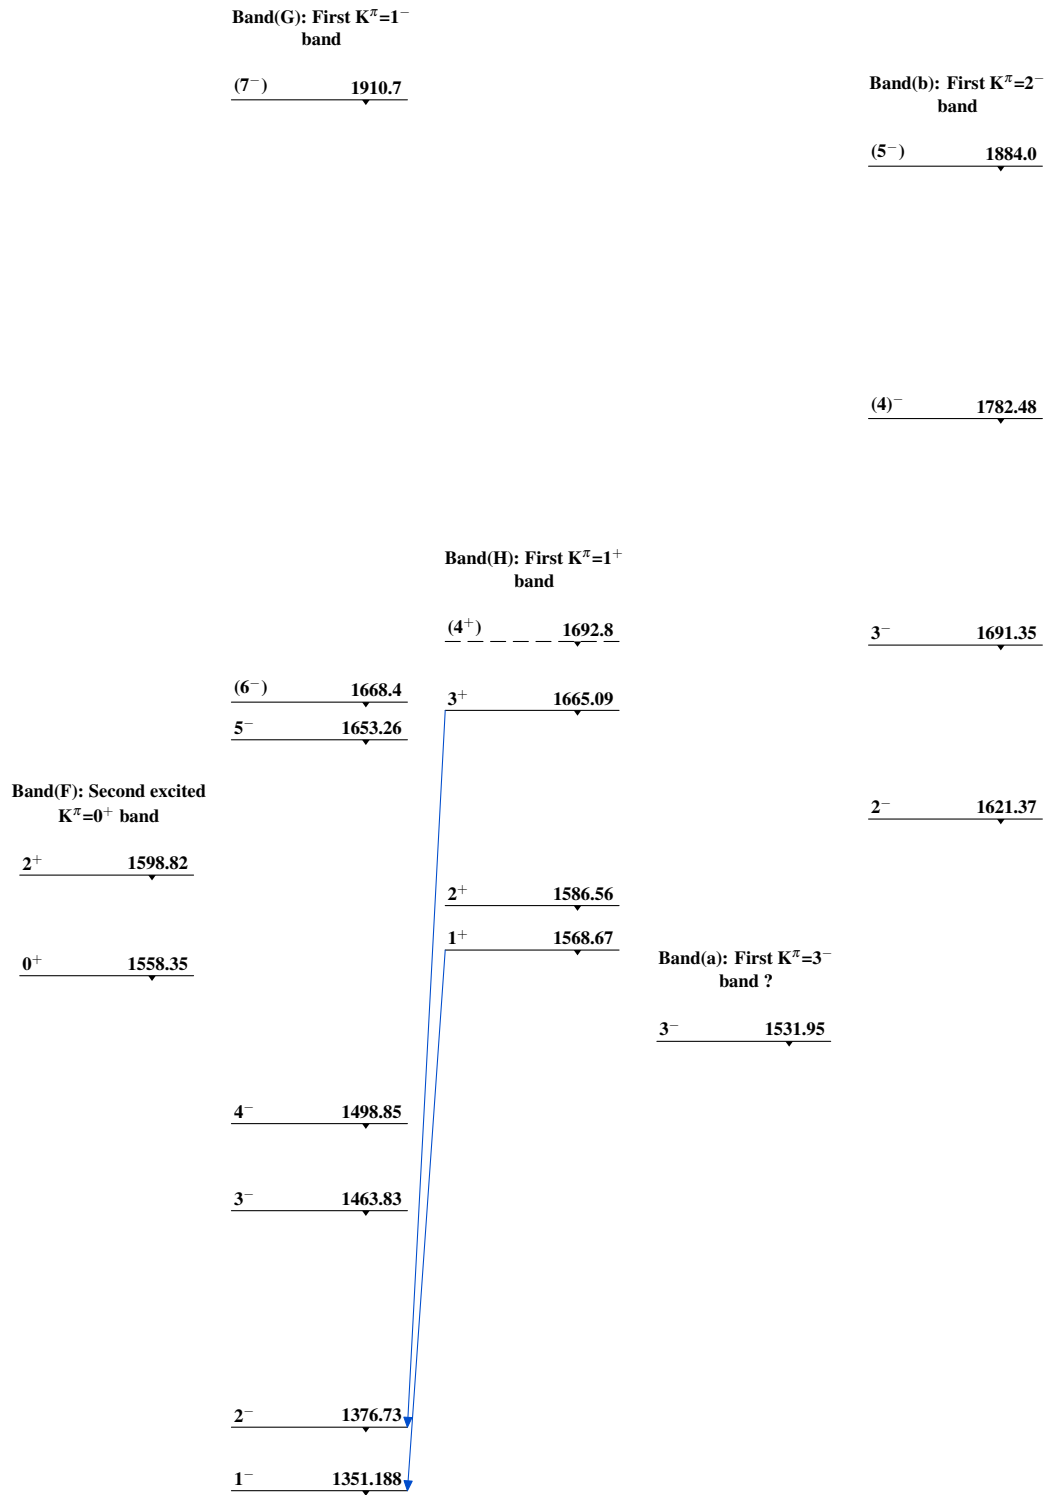 Band(F): Second excited
K^π=0⁺ band
2⁺ 1598.82
0⁺ 1558.35
Band(G): First K^π=1⁻
band
(7⁻) 1910.7
(6⁻) 1668.4
5⁻ 1653.26
4⁻ 1498.85
3⁻ 1463.83
2⁻ 1376.73
1⁻ 1351.188
Band(H): First K^π=1⁺
band
(4⁺) 1692.8
3⁺ 1665.09
2⁺ 1586.56
1⁺ 1568.67
Band(a): First K^π=3⁻
band ?
3⁻ 1531.95
Band(b): First K^π=2⁻
band
(5⁻) 1884.0
(4)⁻ 1782.48
3⁻ 1691.35
2⁻ 1621.37